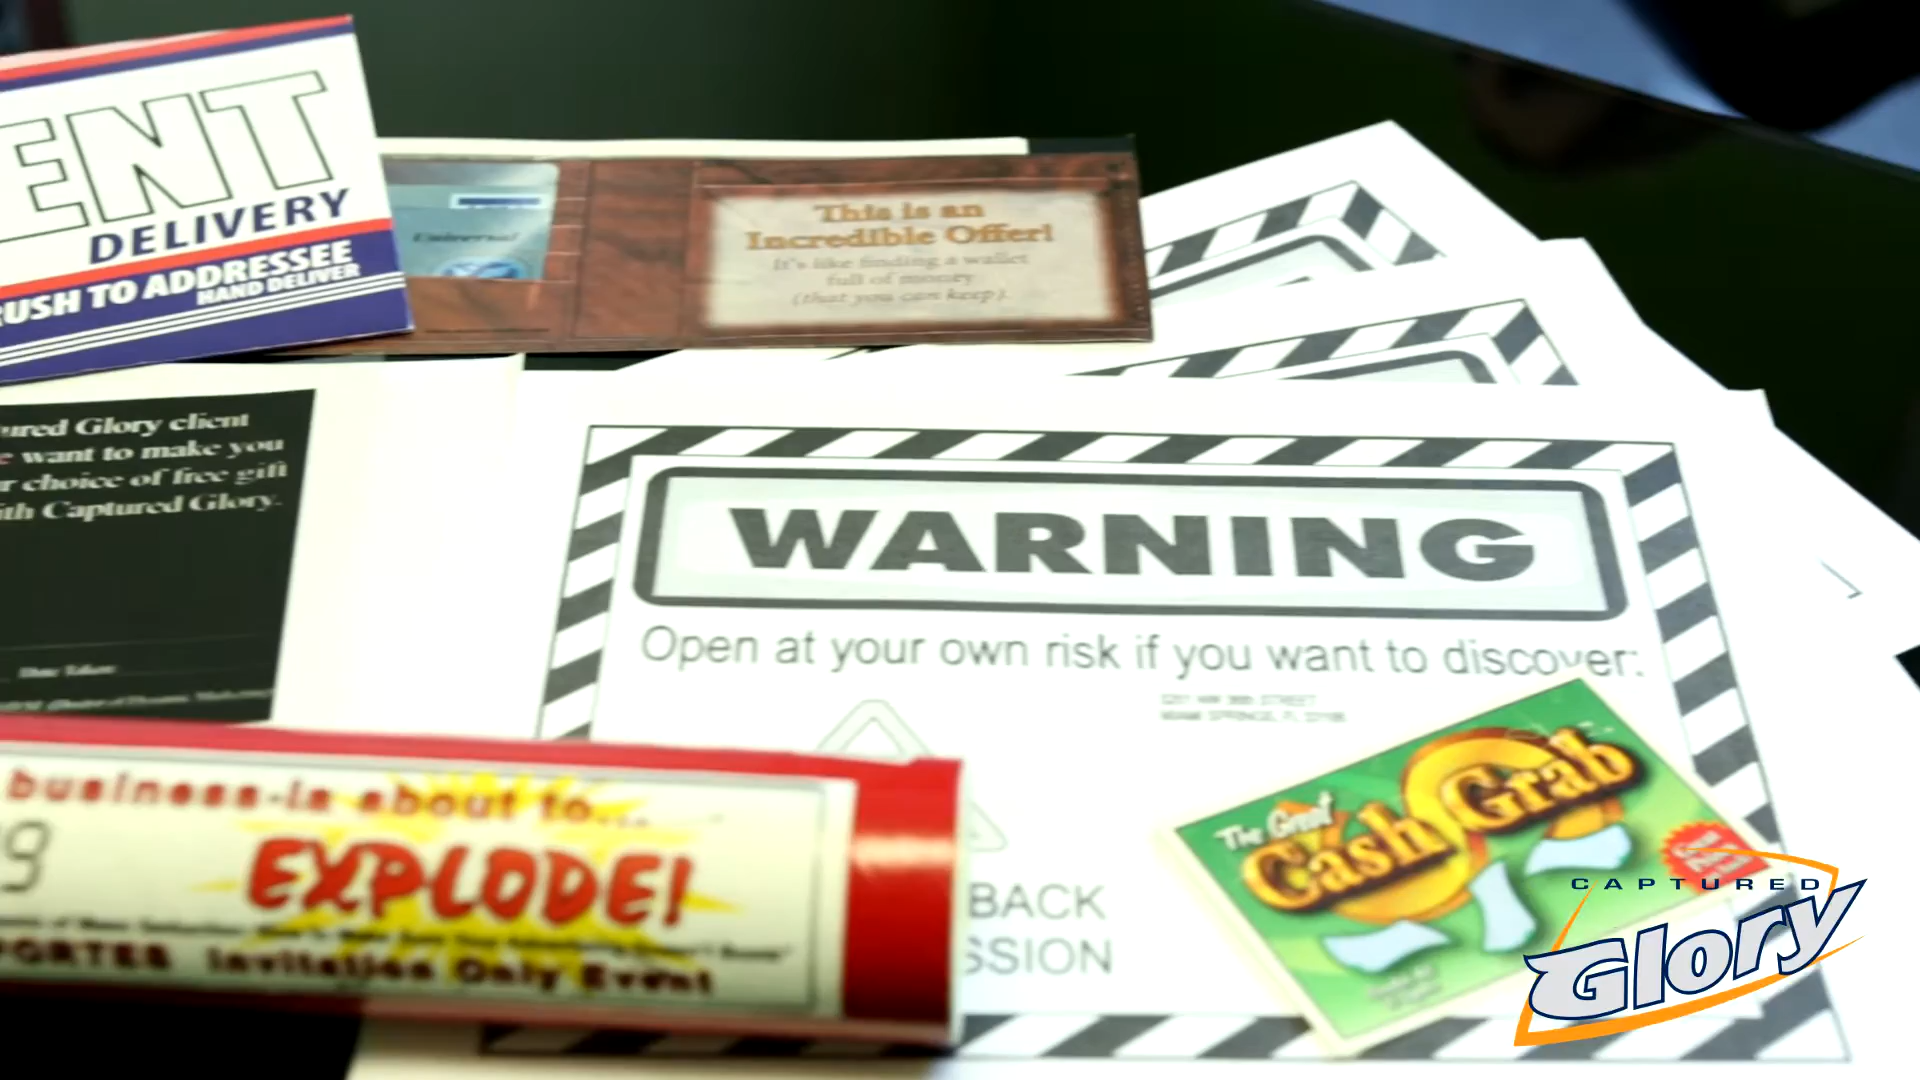 ENT
DELIVERY
RUSH TO ADDRESSEE
HAND DELIVER
Universal
This is an
Incredible Offer!
It's like finding a wallet
full of money
(that you can keep).
ured Glory client
e want to make you
r choice of free gift
ith Captured Glory.
Date Taken:
WARNING
Open at your own risk if you want to discover:
BACK
SSION
business-is about to...
EXPLODE!
PORTER Invitation Only Event
The Great
Cash Grab
CAPTURED
Glory